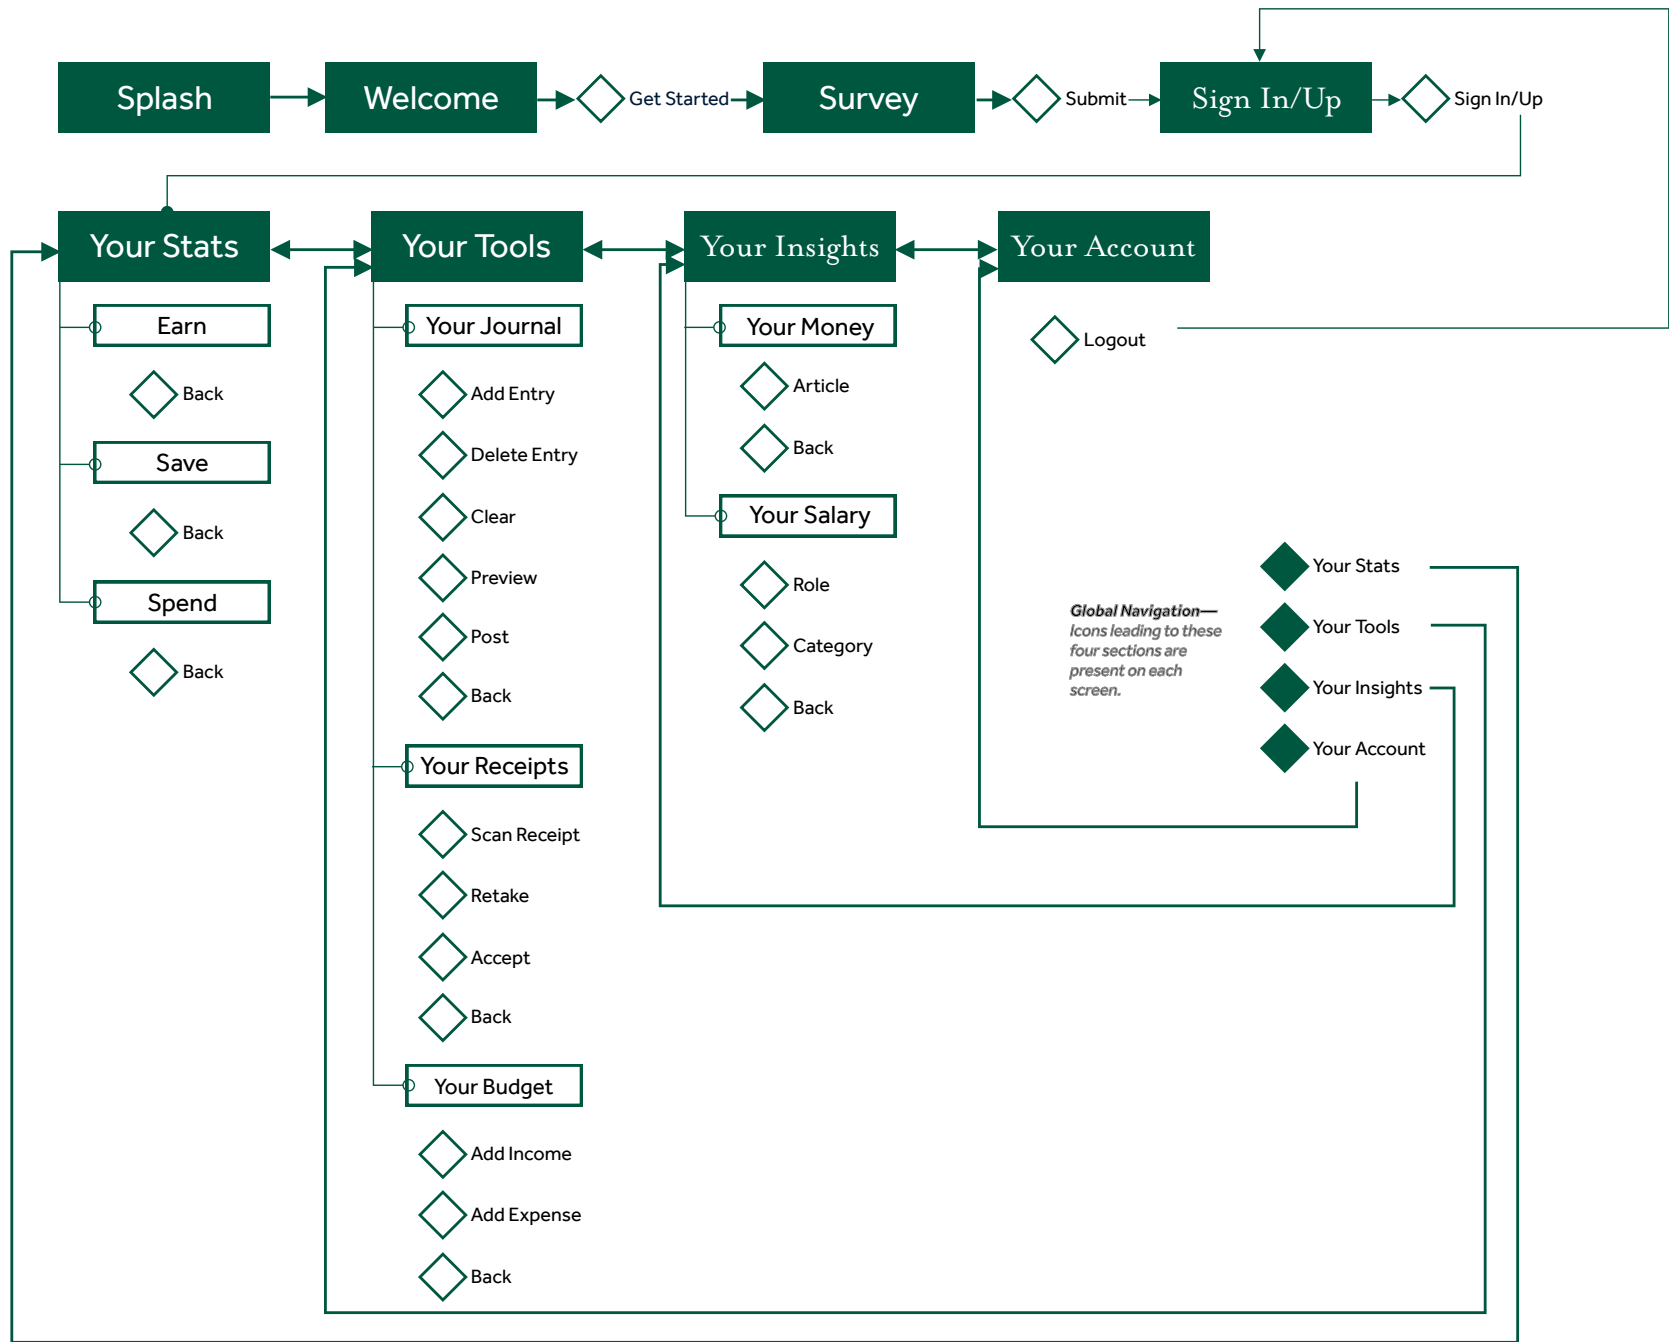 Splash
Welcome
Get Started
Survey
Submit
Sign In/Up
Sign In/Up
Your Stats
Earn
Back
Save
Back
Spend
Back
Your Tools
Your Journal
Add Entry
Delete Entry
Clear
Preview
Post
Back
Your Receipts
Scan Receipt
Retake
Accept
Back
Your Budget
Add Income
Add Expense
Back
Your Insights
Your Money
Article
Back
Your Salary
Role
Category
Back
Your Account
Logout
Global Navigation—
Icons leading to these
four sections are
present on each
screen.
Your Stats
Your Tools
Your Insights
Your Account